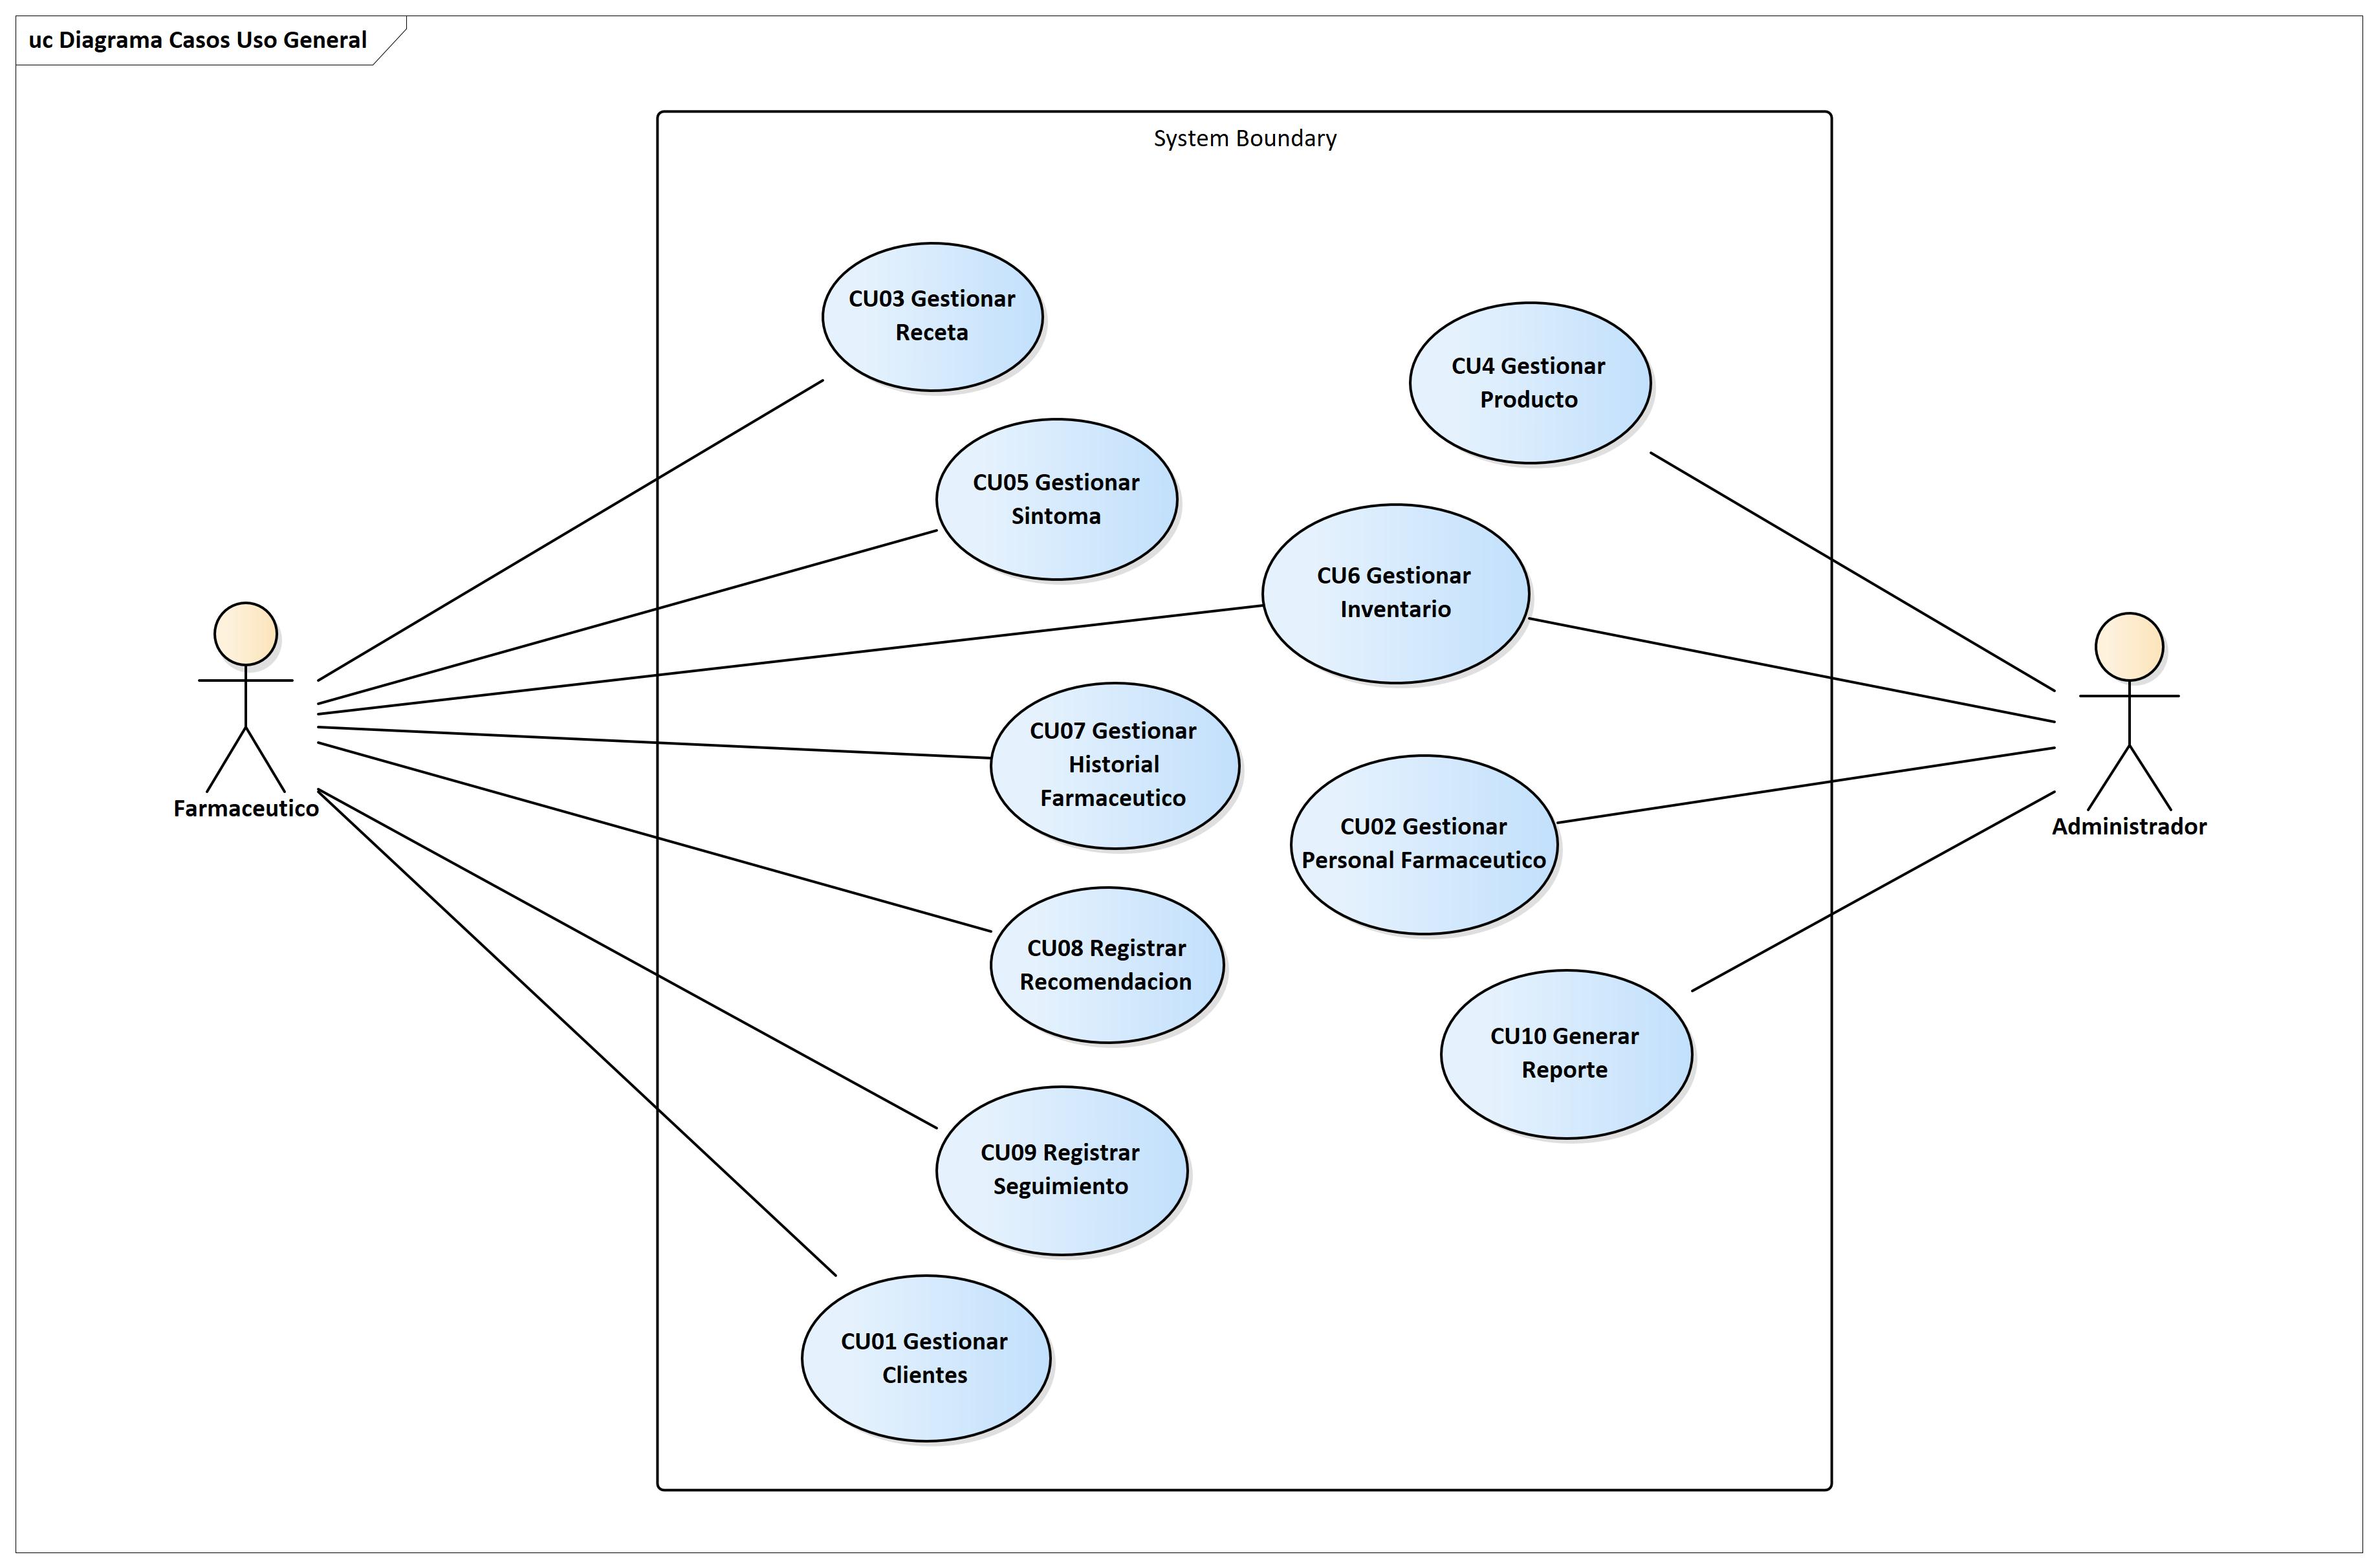 uc Diagrama Casos Uso General
System Boundary
CU03 Gestionar
Receta
CU4 Gestionar
Producto
CU05 Gestionar
Sintoma
CU6 Gestionar
Inventario
CU07 Gestionar
Historial
Farmaceutico
Farmaceutico
CU02 Gestionar
Personal Farmaceutico
Administrador
CU08 Registrar
Recomendacion
CU10 Generar
Reporte
CU09 Registrar
Seguimiento
CU01 Gestionar
Clientes